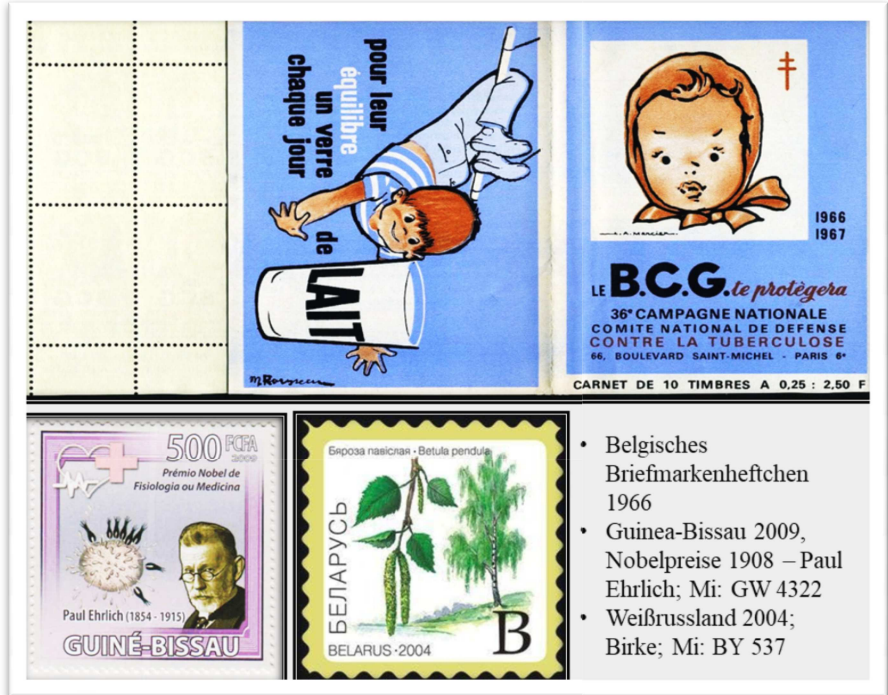 pour leur
équilibre
un verre
de
chaque jour
LAIT
M. Rousseau
1966
1967
LE B.C.G. te protègera
36e CAMPAGNE NATIONALE
COMITE NATIONAL DE DEFENSE
CONTRE LA TUBERCULOSE
66, BOULEVARD SAINT-MICHEL - PARIS 6e
CARNET DE 10 TIMBRES A 0,25 : 2,50 F
500 FCFA
2009
Prémio Nobel de
Fisiologia ou Medicina
Paul Ehrlich (1854 - 1915)
GUINÉ-BISSAU
Бяроза павіслая • Betula pendula
БЕЛАРУСЬ
B
BELARUS • 2004
• Belgisches
Briefmarkenheftchen
1966
• Guinea-Bissau 2009,
Nobelpreise 1908 – Paul
Ehrlich; Mi: GW 4322
• Weißrussland 2004;
Birke; Mi: BY 537